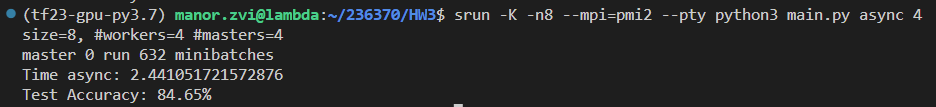 (tf23-gpu-py3.7) manor.zvi@lambda:~/236370/HW3$ srun -K -n8 --mpi=pmi2 --pty python3 main.py async 4
size=8, #workers=4 #masters=4
master 0 run 632 minibatches
Time async: 2.441051721572876
Test Accuracy: 84.65%